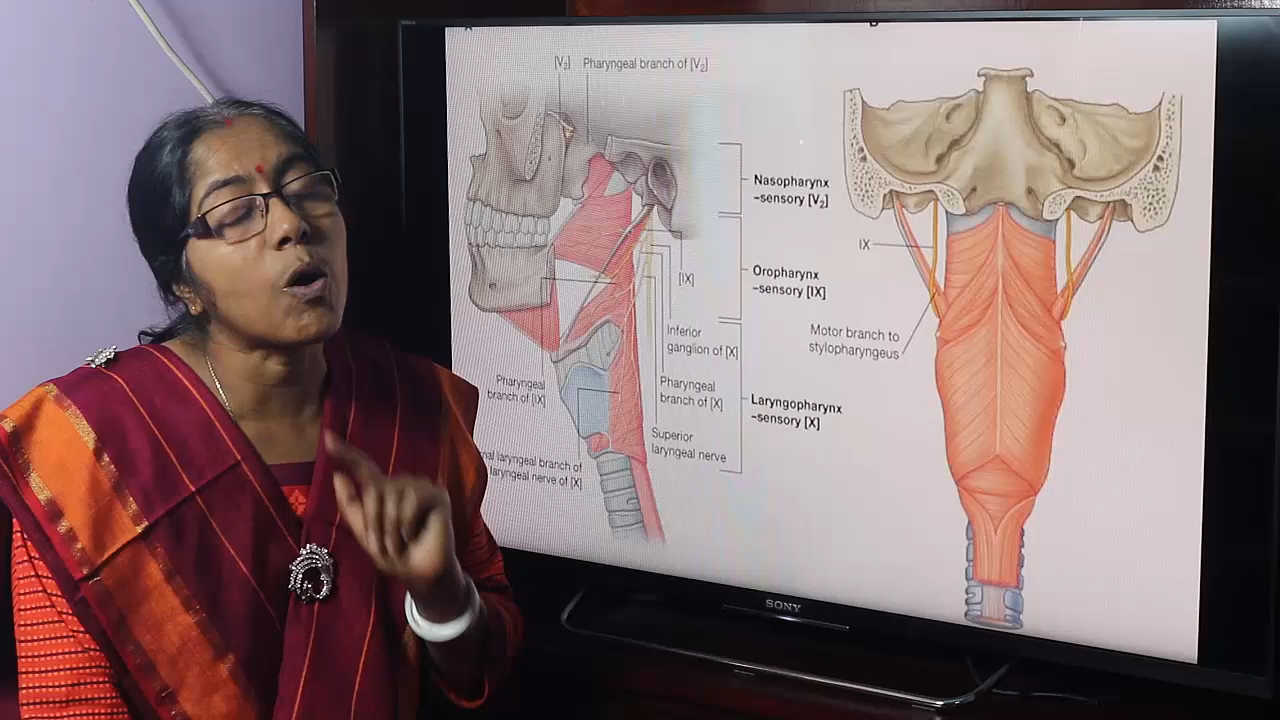 [V₂]
Pharyngeal branch of [V₂]
Nasopharynx
–sensory [V₂]
[IX]
Oropharynx
–sensory [IX]
Inferior
ganglion of [X]
Pharyngeal
branch of [IX]
Pharyngeal
branch of [X]
Laryngopharynx
–sensory [X]
Superior
laryngeal nerve
nal laryngeal branch of
laryngeal nerve of [X]
IX
Motor branch to
stylopharyngeus
SONY